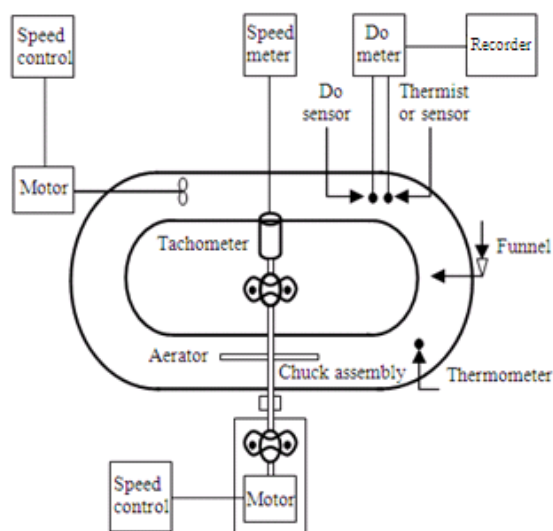 Speed
control
Speed
meter
Do
meter
Recorder
Do
sensor
Thermist
or sensor
Motor
Tachometer
Funnel
Aerator
Chuck assembly
Thermometer
Speed
control
Motor